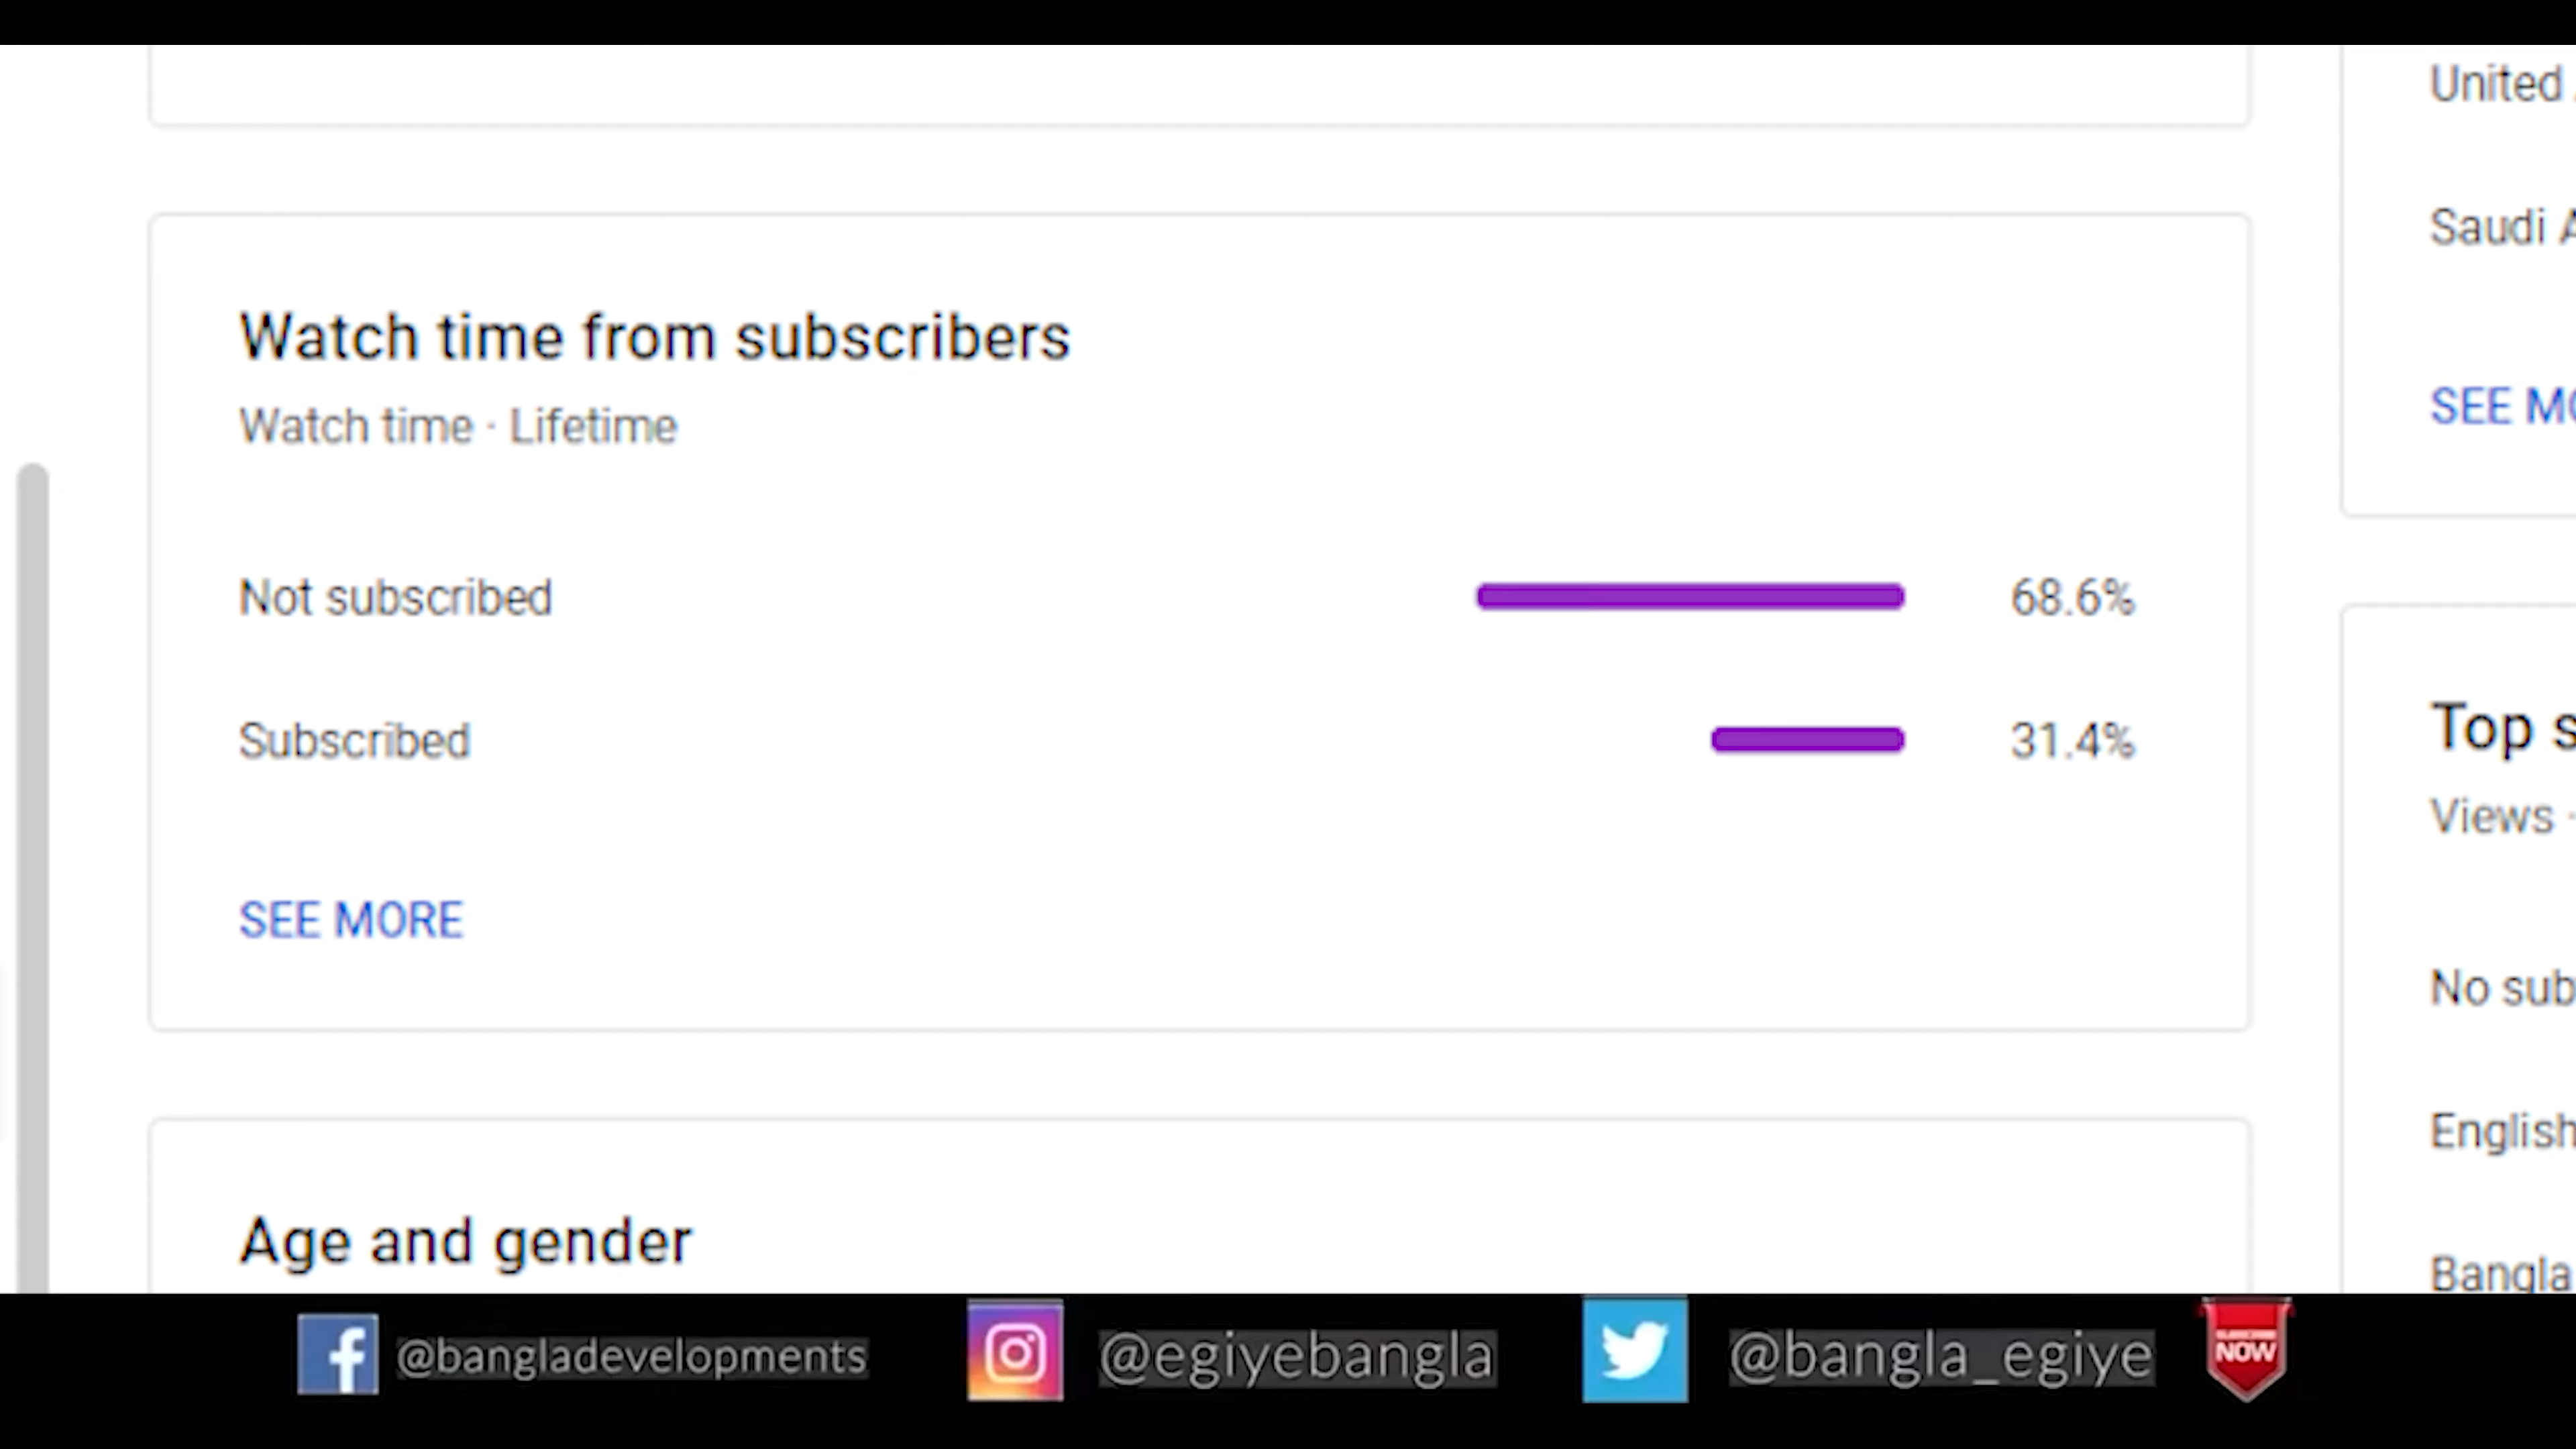 Watch time from subscribers
Watch time · Lifetime
Not subscribed 68.6%
Subscribed 31.4%
SEE MORE
Age and gender
United
Saudi A
SEE MO
Top s
Views ·
No sub
English
Bangla
@bangladevelopments
@egiyebangla
@bangla_egiye
NOW